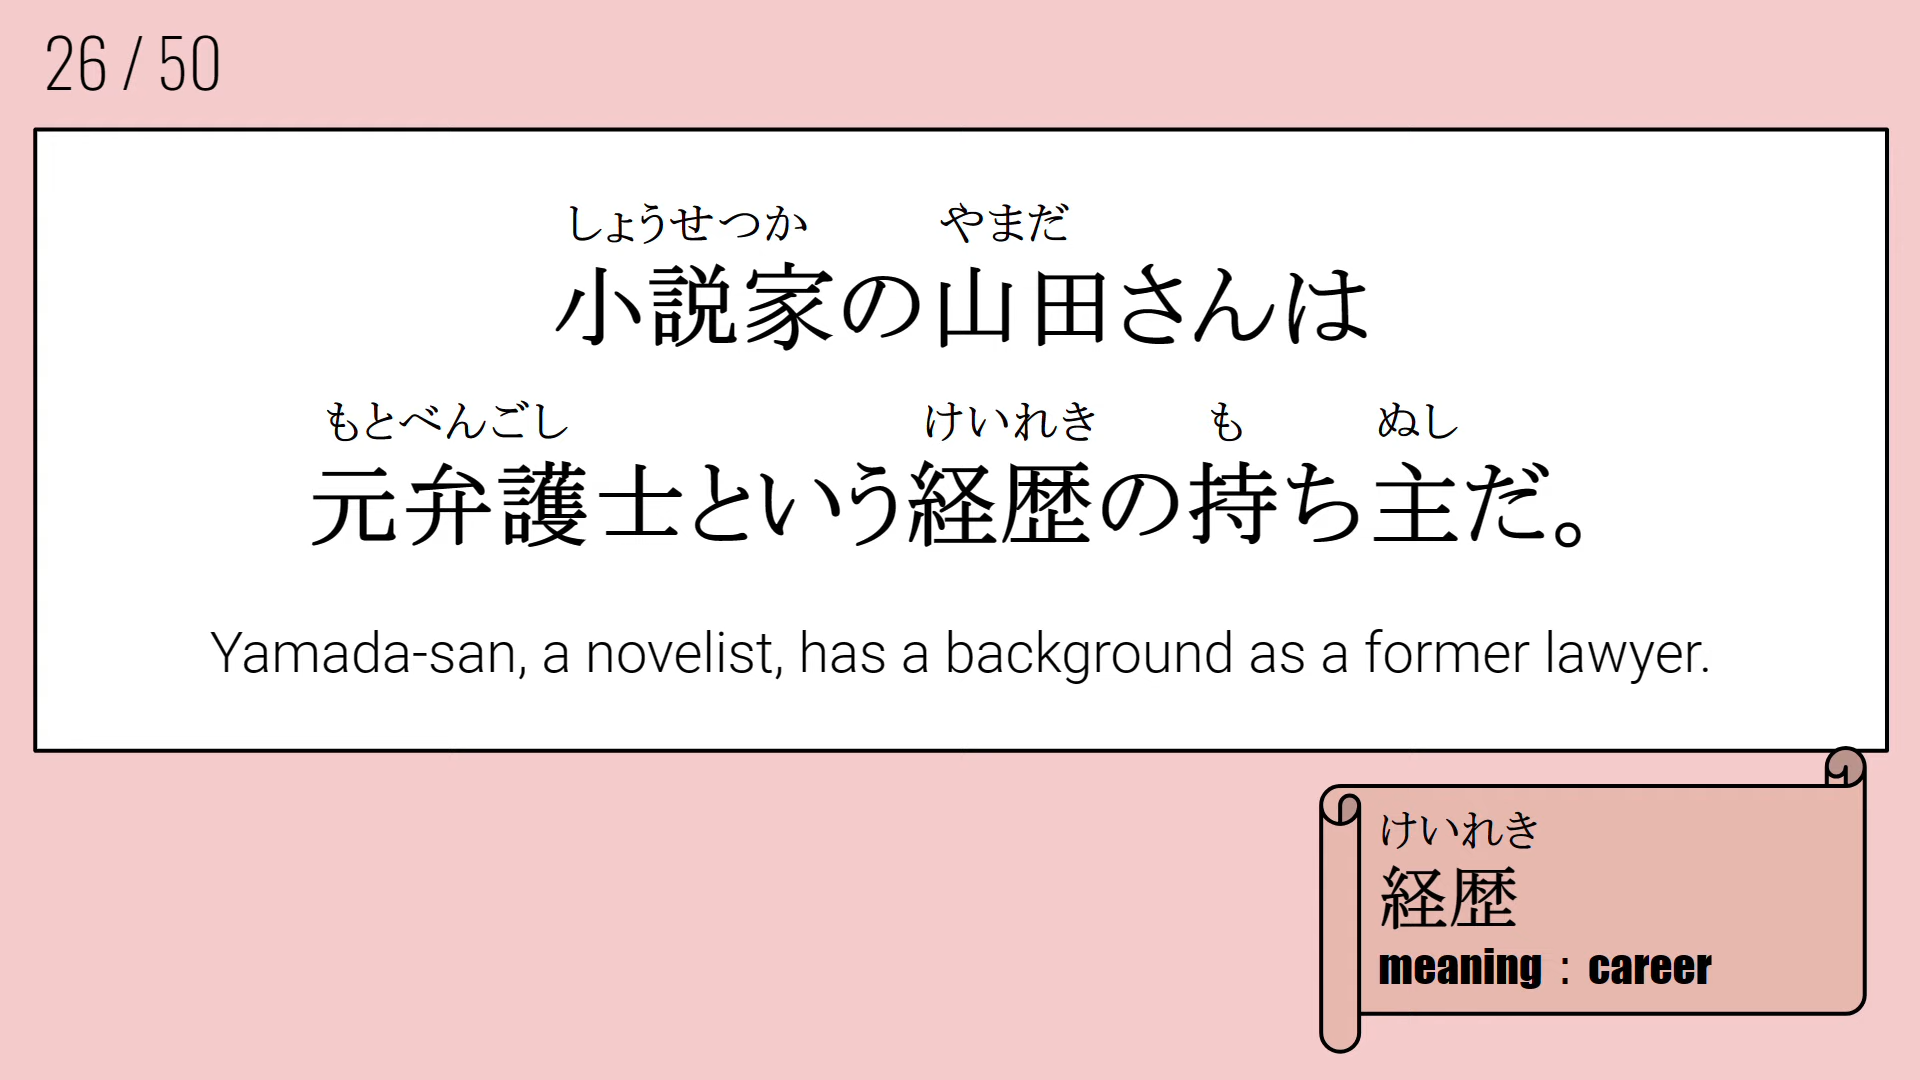 26 / 50
しょうせつか やまだ
小説家の山田さんは
もとべんごし けいれき も ぬし
元弁護士という経歴の持ち主だ。
Yamada-san, a novelist, has a background as a former lawyer.
けいれき
経歴
meaning : career